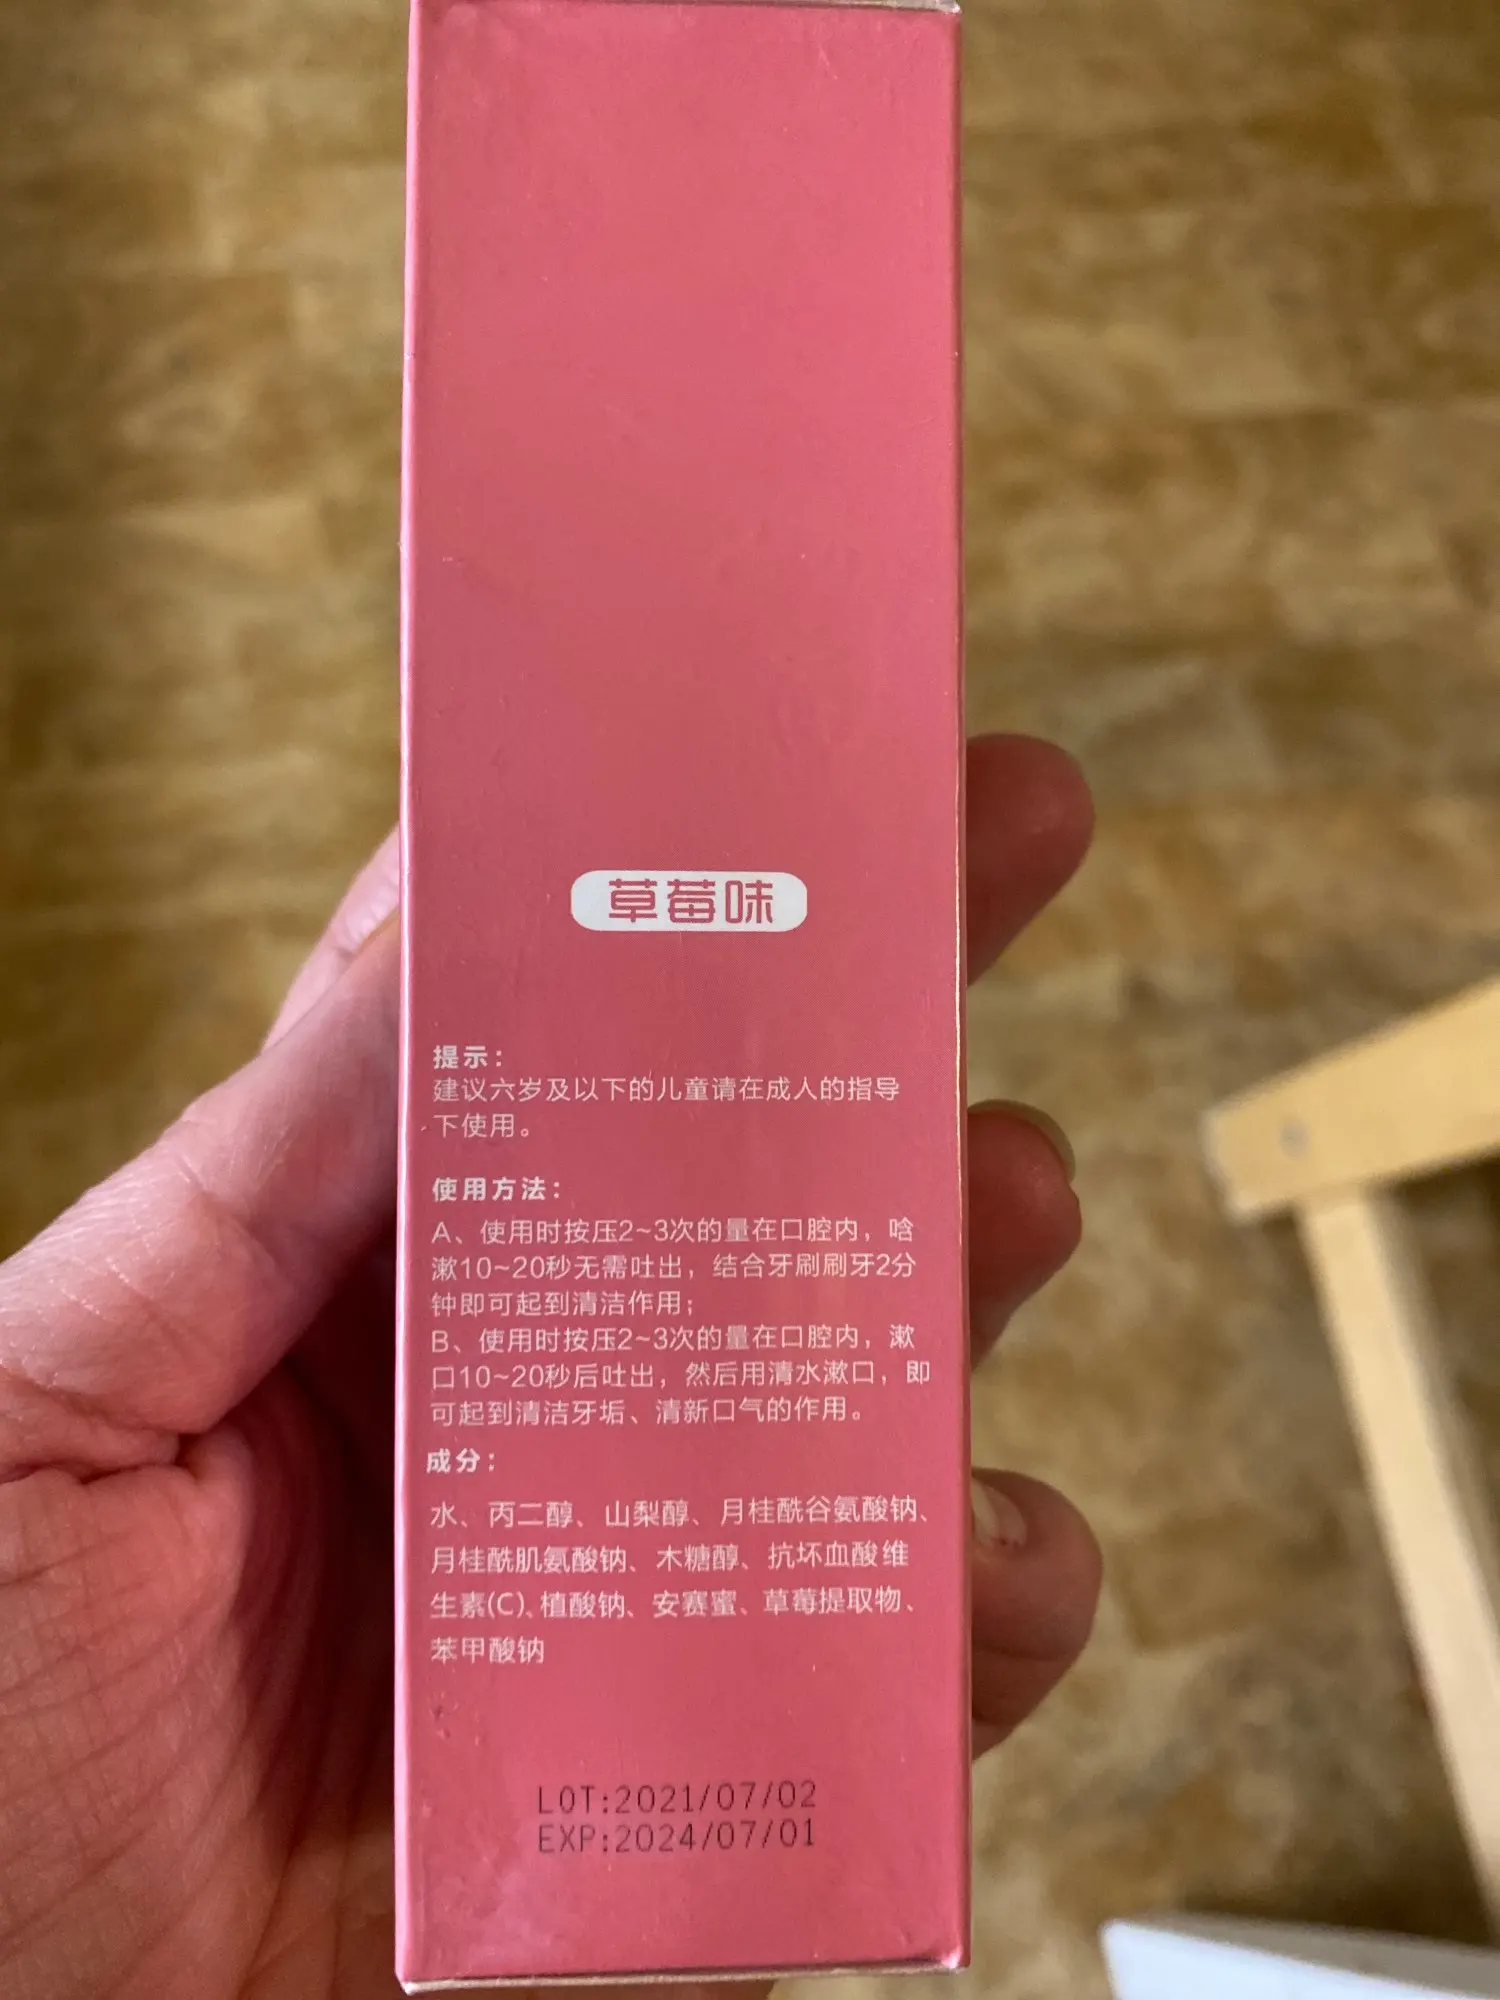 草莓味
提示：
建议六岁及以下的儿童请在成人的指导
下使用。
使用方法：
A、使用时按压2~3次的量在口腔内，唅
漱10~20秒无需吐出，结合牙刷刷牙2分
钟即可起到清洁作用；
B、使用时按压2~3次的量在口腔内，漱
口10~20秒后吐出，然后用清水漱口，即
可起到清洁牙垢、清新口气的作用。
成分：
水、丙二醇、山梨醇、月桂酰谷氨酸钠、
月桂酰肌氨酸钠、木糖醇、抗坏血酸维
生素(C)、植酸钠、安赛蜜、草莓提取物、
苯甲酸钠
LOT:2021/07/02
EXP:2024/07/01